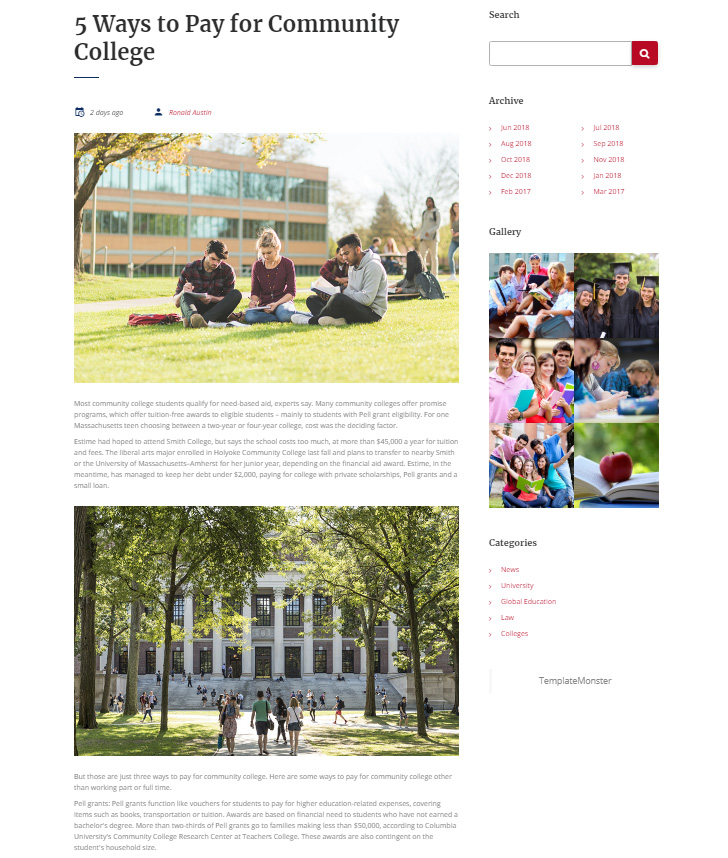 5 Ways to Pay for Community
College
2 days ago
Ronald Austin
Most community college students qualify for need-based aid, experts say. Many community colleges offer promise
programs, which offer tuition-free awards to eligible students – mainly to students with Pell grant eligibility. For one
Massachusetts teen choosing between a two-year or four-year college, cost was the deciding factor.
Estime had hoped to attend Smith College, but says the school costs too much, at more than $45,000 a year for tuition
and fees. The liberal arts major enrolled in Holyoke Community College last fall and plans to transfer to nearby Smith
or the University of Massachusetts–Amherst for her junior year, depending on the financial aid award. Estime, in the
meantime, has managed to keep her debt under $2,000, paying for college with private scholarships, Pell grants and a
small loan.
But those are just three ways to pay for community college. Here are some ways to pay for community college other
than working part or full time.
Pell grants: Pell grants function like vouchers for students to pay for higher education-related expenses, covering
items such as books, transportation or tuition. Awards are based on financial need to students who have not earned a
bachelor's degree. More than two-thirds of Pell grants go to families making less than $50,000, according to Columbia
University's Community College Research Center at Teachers College. These awards are also contingent on the
student's household size.
Search
Archive
Jun 2018
Jul 2018
Aug 2018
Sep 2018
Oct 2018
Nov 2018
Dec 2018
Jan 2018
Feb 2017
Mar 2017
Gallery
Categories
News
University
Global Education
Law
Colleges
TemplateMonster